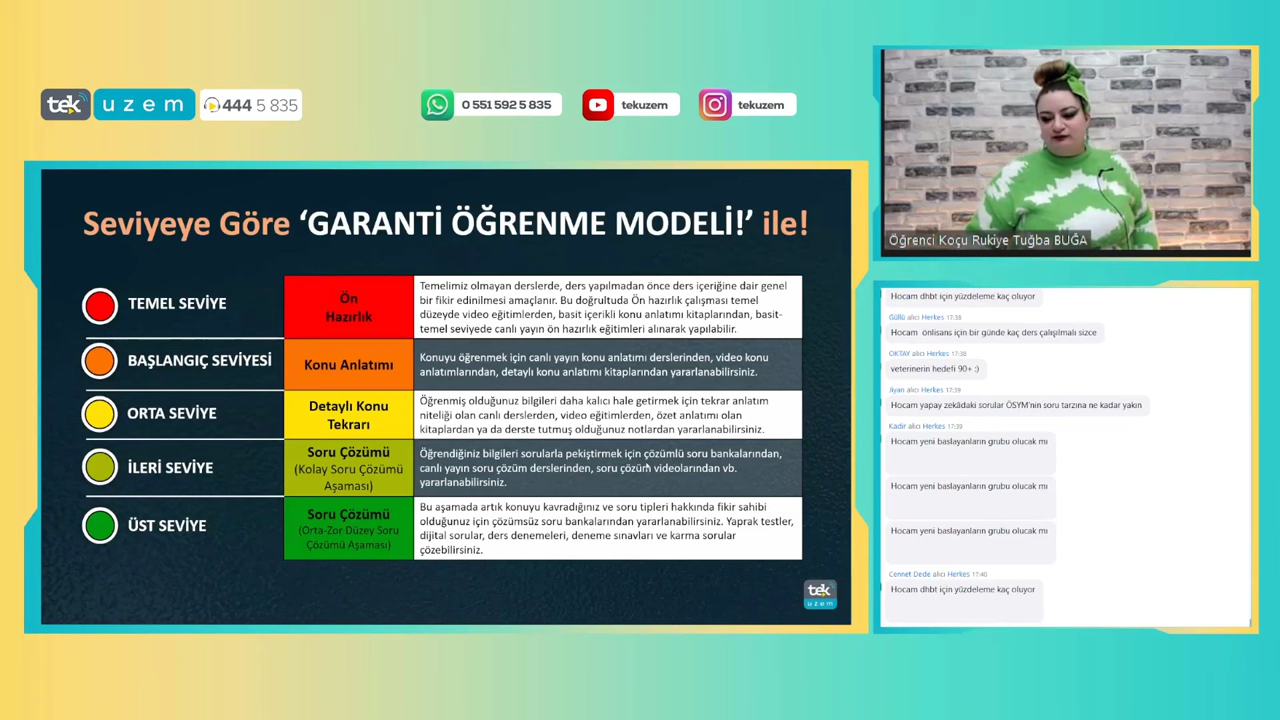 tek
uzem
444 5 835
0 551 592 5 835
tekuzem
tekuzem
Seviyeye Göre ‘GARANTİ ÖĞRENME MODELİ!’ ile!
TEMEL SEVİYE
Ön
Hazırlık
Temelimiz olmayan derslerde, ders yapılmadan önce ders içeriğine dair genel
bir fikir edinilmesi amaçlanır. Bu doğrultuda Ön hazırlık çalışması temel
düzeyde video eğitimlerden, basit içerikli konu anlatımı kitaplarından, basit-
temel seviyede canlı yayın ön hazırlık eğitimleri alınarak yapılabilir.
BAŞLANGIÇ SEVİYESİ
Konu Anlatımı
Konuyu öğrenmek için canlı yayın konu anlatımı derslerinden, video konu
anlatımlarından, detaylı konu anlatımı kitaplarından yararlanabilirsiniz.
ORTA SEVİYE
Detaylı Konu
Tekrarı
Öğrenmiş olduğunuz bilgileri daha kalıcı hale getirmek için tekrar anlatım
niteliği olan canlı derslerden, video eğitimlerden, özet anlatımı olan
kitaplardan ya da derste tutmuş olduğunuz notlardan yararlanabilirsiniz.
İLERİ SEVİYE
Soru Çözümü
(Kolay Soru Çözümü
Aşaması)
Öğrendiğiniz bilgileri sorularla pekiştirmek için çözümlü soru bankalarından,
canlı yayın soru çözüm derslerinden, soru çözüm videolarından vb.
yararlanabilirsiniz.
ÜST SEVİYE
Soru Çözümü
(Orta-Zor Düzey Soru
Çözümü Aşaması)
Bu aşamada artık konuyu kavradığınız ve soru tipleri hakkında fikir sahibi
olduğunuz için çözümsüz soru bankalarından yararlanabilirsiniz. Yaprak testler,
dijital sorular, ders denemeleri, deneme sınavları ve karma sorular
çözebilirsiniz.
tek
uzem
Öğrenci Koçu Rukiye Tuğba BUĞA
Hocam dhbt için yüzdeleme kaç oluyor
Güllü alıcı Herkes 17:38
Hocam önlisans için bir günde kaç ders çalışılmalı sizce
OKTAY alıcı Herkes 17:38
veterinerin hedefi 90+ :)
Jiyan alıcı Herkes 17:39
Hocam yapay zekâdaki sorular ÖSYM'nin soru tarzına ne kadar yakın
Kadir alıcı Herkes 17:39
Hocam yeni baslayanların grubu olucak mı
Hocam yeni baslayanların grubu olucak mı
Hocam yeni baslayanların grubu olucak mı
Cennet Dede alıcı Herkes 17:40
Hocam dhbt için yüzdeleme kaç oluyor